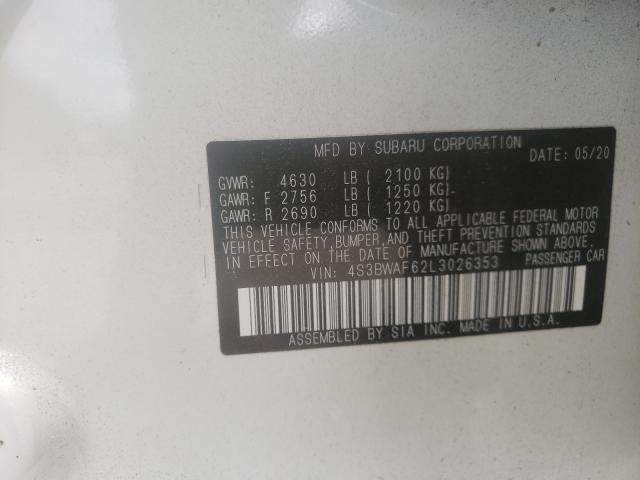 MFD BY SUBARU CORPORATION
DATE: 05/20
GVWR: 4630 LB ( 2100 KG)
GAWR: F 2756 LB ( 1250 KG)
GAWR: R 2690 LB ( 1220 KG)
THIS VEHICLE CONFORMS TO ALL APPLICABLE FEDERAL MOTOR
VEHICLE SAFETY, BUMPER, AND THEFT PREVENTION STANDARDS
IN EFFECT ON THE DATE OF MANUFACTURE SHOWN ABOVE.
VIN: 4S3BWAF62L3026353 PASSENGER CAR
ASSEMBLED BY SIA INC. MADE IN U.S.A.